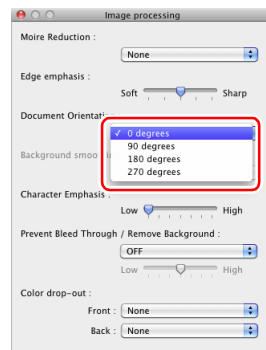 Image processing
Moire Reduction :
None
Edge emphasis :
Soft Sharp
Document
✓ 0 degrees
90 degrees
180 degrees
270 degrees
Background
Character Emphasis :
Low High
Prevent Bleed Through / Remove Background :
OFF
Low High
Color drop-out :
Front : None
Back : None